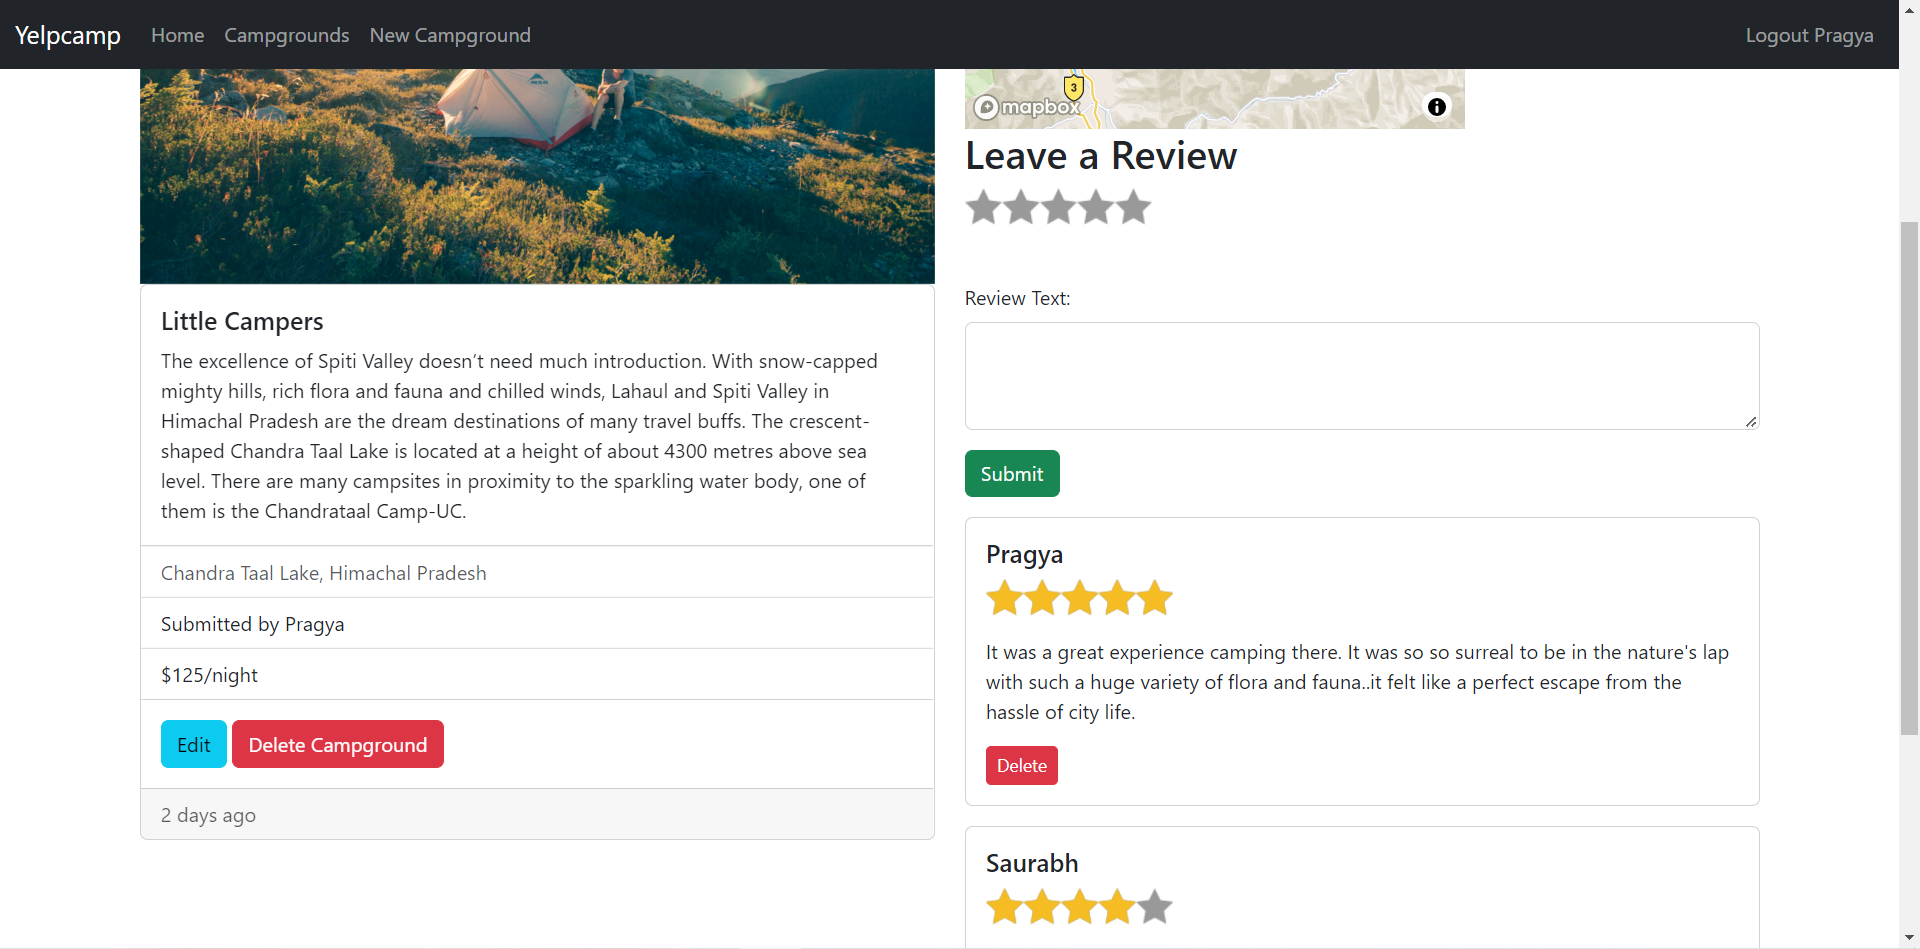 Yelpcamp Home Campgrounds New Campground Logout Pragya
3
mapbox
Leave a Review
Little Campers
The excellence of Spiti Valley doesn’t need much introduction. With snow-capped
mighty hills, rich flora and fauna and chilled winds, Lahaul and Spiti Valley in
Himachal Pradesh are the dream destinations of many travel buffs. The crescent-
shaped Chandra Taal Lake is located at a height of about 4300 metres above sea
level. There are many campsites in proximity to the sparkling water body, one of
them is the Chandrataal Camp-UC.
Chandra Taal Lake, Himachal Pradesh
Submitted by Pragya
$125/night
Edit Delete Campground
2 days ago
Review Text:
Submit
Pragya
It was a great experience camping there. It was so so surreal to be in the nature's lap
with such a huge variety of flora and fauna..it felt like a perfect escape from the
hassle of city life.
Delete
Saurabh